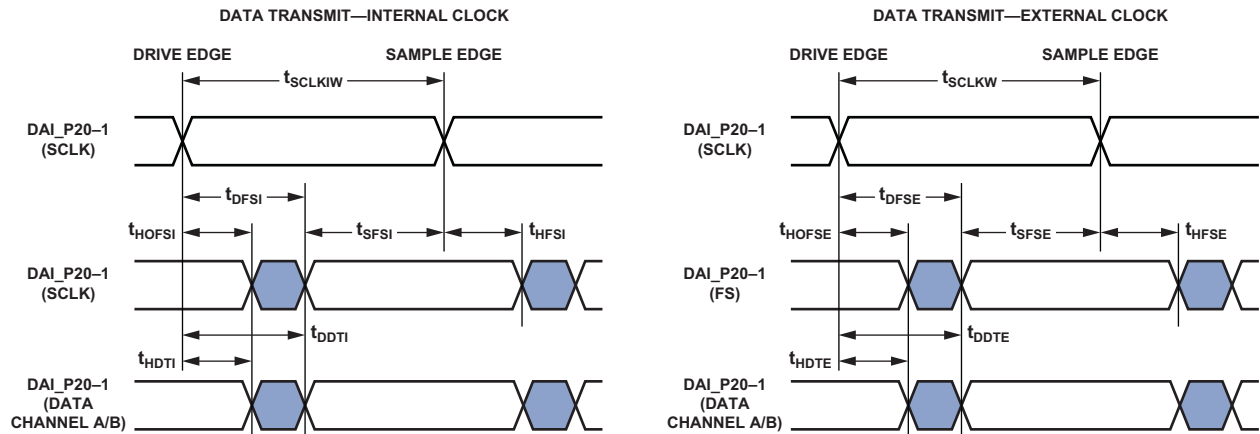 DATA TRANSMIT—INTERNAL CLOCK
DRIVE EDGE
SAMPLE EDGE
tSCLKIW
DAI_P20–1
(SCLK)
tDFSI
tHOFSI
tSFSI
tHFSI
DAI_P20–1
(SCLK)
tDDTI
tHDTI
DAI_P20–1
(DATA
CHANNEL A/B)
DATA TRANSMIT—EXTERNAL CLOCK
DRIVE EDGE
SAMPLE EDGE
tSCLKW
DAI_P20–1
(SCLK)
tDFSE
tHOFSE
tSFSE
tHFSE
DAI_P20–1
(FS)
tDDTE
tHDTE
DAI_P20–1
(DATA
CHANNEL A/B)